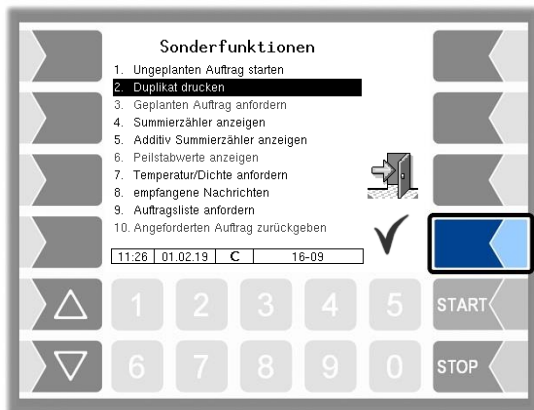 Sonderfunktionen
1. Ungeplanten Auftrag starten
2. Duplikat drucken
3. Geplanten Auftrag anfordern
4. Summierzähler anzeigen
5. Additiv Summierzähler anzeigen
6. Peilstabwerte anzeigen
7. Temperatur/Dichte anfordern
8. empfangene Nachrichten
9. Auftragsliste anfordern
10. Angeforderten Auftrag zurückgeben
11:26 01.02.19 C 16-09
1 2 3 4 5 START
6 7 8 9 0 STOP